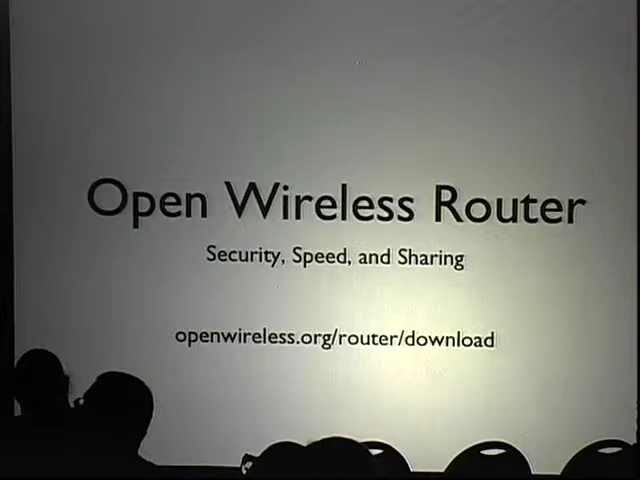 Open Wireless Router
Security, Speed, and Sharing
openwireless.org/router/download